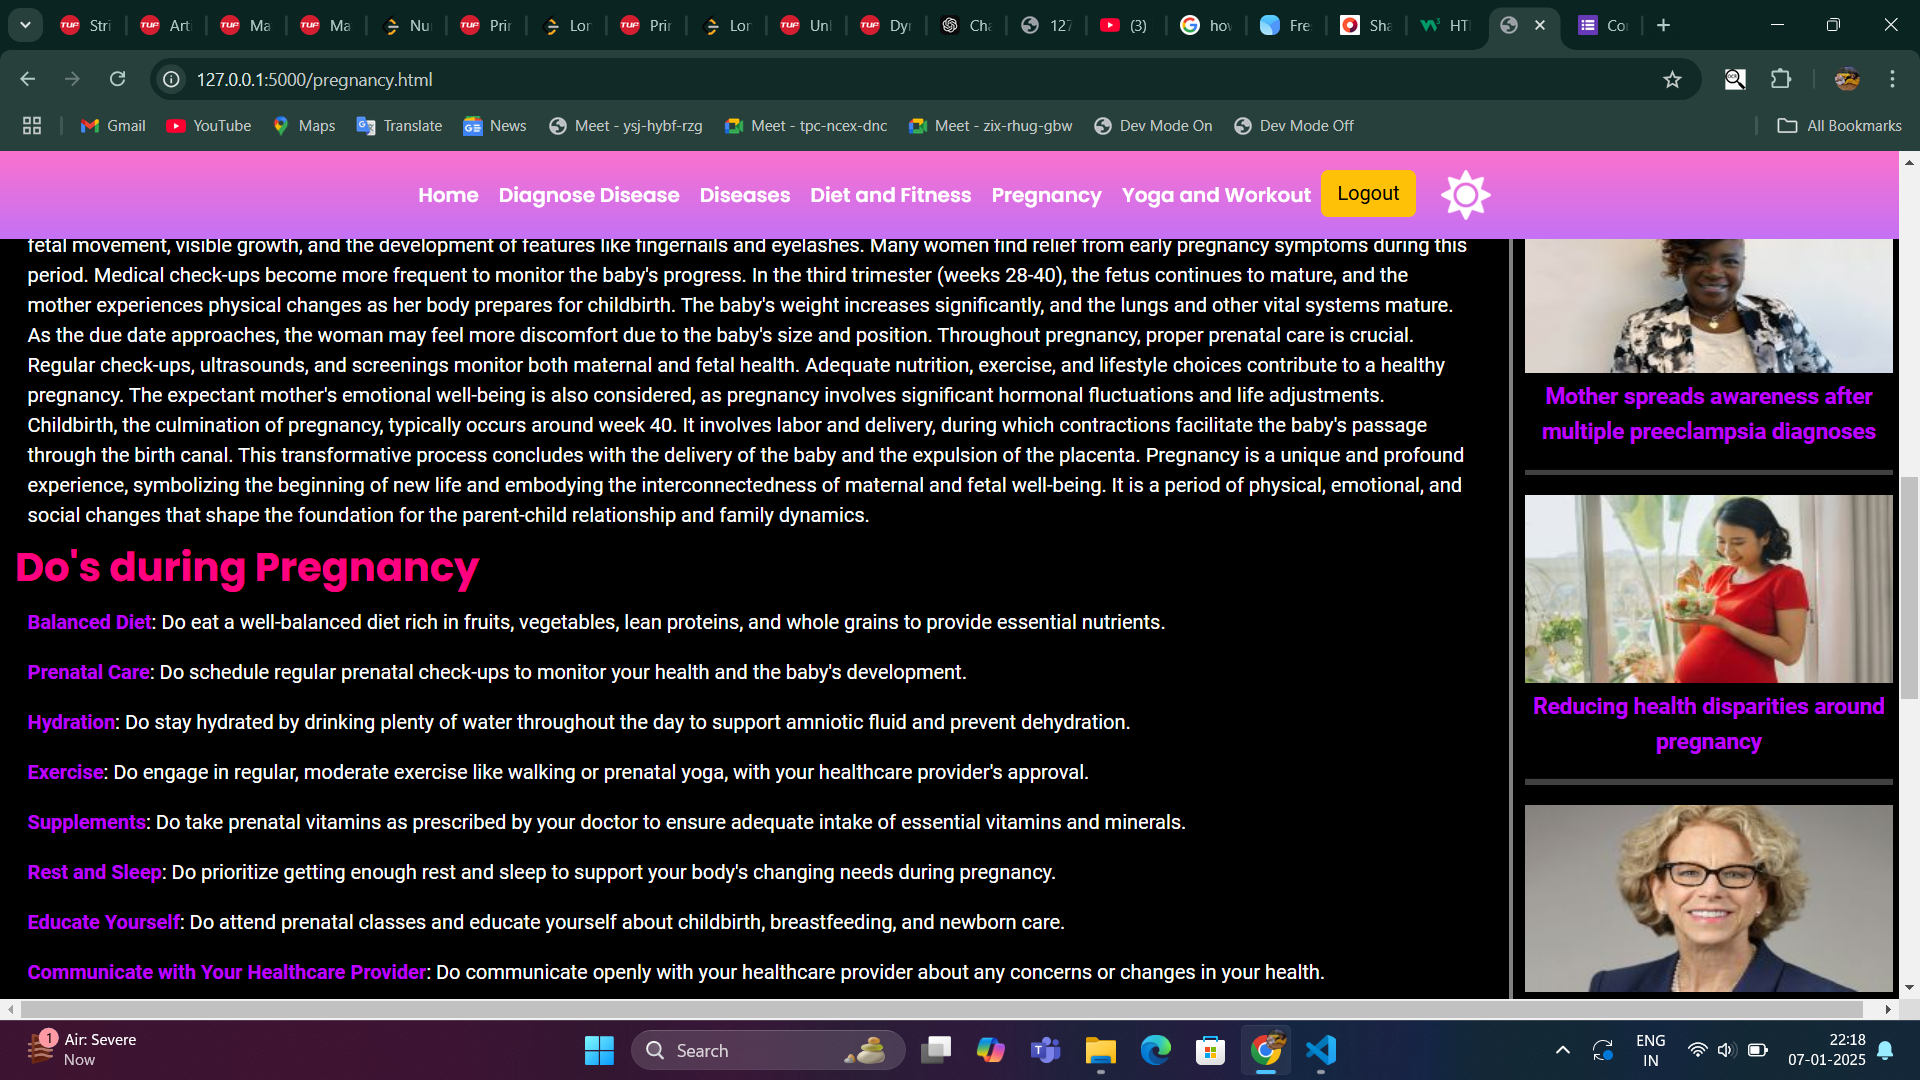 Stri
Arti
Ma
Ma
Nu
Prir
Lor
Prir
Lor
Unl
Dyr
Cha
127
(3)
hov
Fre
Sha
HTI
Co
127.0.0.1:5000/pregnancy.html
Gmail
YouTube
Maps
Translate
News
Meet - ysj-hybf-rzg
Meet - tpc-ncex-dnc
Meet - zix-rhug-gbw
Dev Mode On
Dev Mode Off
All Bookmarks
Home
Diagnose Disease
Diseases
Diet and Fitness
Pregnancy
Yoga and Workout
Logout
fetal movement, visible growth, and the development of features like fingernails and eyelashes. Many women find relief from early pregnancy symptoms during this
period. Medical check-ups become more frequent to monitor the baby's progress. In the third trimester (weeks 28-40), the fetus continues to mature, and the
mother experiences physical changes as her body prepares for childbirth. The baby's weight increases significantly, and the lungs and other vital systems mature.
As the due date approaches, the woman may feel more discomfort due to the baby's size and position. Throughout pregnancy, proper prenatal care is crucial.
Regular check-ups, ultrasounds, and screenings monitor both maternal and fetal health. Adequate nutrition, exercise, and lifestyle choices contribute to a healthy
pregnancy. The expectant mother's emotional well-being is also considered, as pregnancy involves significant hormonal fluctuations and life adjustments.
Childbirth, the culmination of pregnancy, typically occurs around week 40. It involves labor and delivery, during which contractions facilitate the baby's passage
through the birth canal. This transformative process concludes with the delivery of the baby and the expulsion of the placenta. Pregnancy is a unique and profound
experience, symbolizing the beginning of new life and embodying the interconnectedness of maternal and fetal well-being. It is a period of physical, emotional, and
social changes that shape the foundation for the parent-child relationship and family dynamics.
Do's during Pregnancy
Balanced Diet: Do eat a well-balanced diet rich in fruits, vegetables, lean proteins, and whole grains to provide essential nutrients.
Prenatal Care: Do schedule regular prenatal check-ups to monitor your health and the baby's development.
Hydration: Do stay hydrated by drinking plenty of water throughout the day to support amniotic fluid and prevent dehydration.
Exercise: Do engage in regular, moderate exercise like walking or prenatal yoga, with your healthcare provider's approval.
Supplements: Do take prenatal vitamins as prescribed by your doctor to ensure adequate intake of essential vitamins and minerals.
Rest and Sleep: Do prioritize getting enough rest and sleep to support your body's changing needs during pregnancy.
Educate Yourself: Do attend prenatal classes and educate yourself about childbirth, breastfeeding, and newborn care.
Communicate with Your Healthcare Provider: Do communicate openly with your healthcare provider about any concerns or changes in your health.
Mother spreads awareness after
multiple preeclampsia diagnoses
Reducing health disparities around
pregnancy
1
Air: Severe
Now
Search
ENG
IN
22:18
07-01-2025